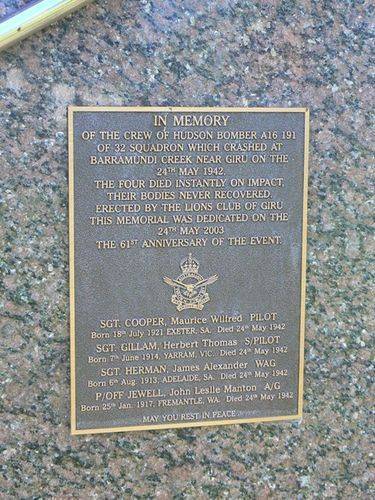 IN MEMORY
OF THE CREW OF HUDSON BOMBER A16 191
OF 32 SQUADRON WHICH CRASHED AT
BARRAMUNDI CREEK NEAR GIRU ON THE
24TH MAY 1942.
THE FOUR DIED INSTANTLY ON IMPACT,
THEIR BODIES NEVER RECOVERED.
ERECTED BY THE LIONS CLUB OF GIRU
THIS MEMORIAL WAS DEDICATED ON THE
24TH MAY 2003
THE 61ST ANNIVERSARY OF THE EVENT.
SGT. COOPER, Maurice Wilfred PILOT
Born 18th July 1921 EXETER, SA. Died 24th May 1942
SGT. GILLAM, Herbert Thomas S/PILOT
Born 7th June 1914, YARRAM, VIC. Died 24th May 1942
SGT. HERMAN, James Alexander WAG
Born 6th Aug. 1913, ADELAIDE, SA. Died 24th May 1942
P/OFF JEWELL, John Leslie Manton A/G
Born 25th Jan. 1917, FREMANTLE, WA. Died 24th May 1942
MAY YOU REST IN PEACE